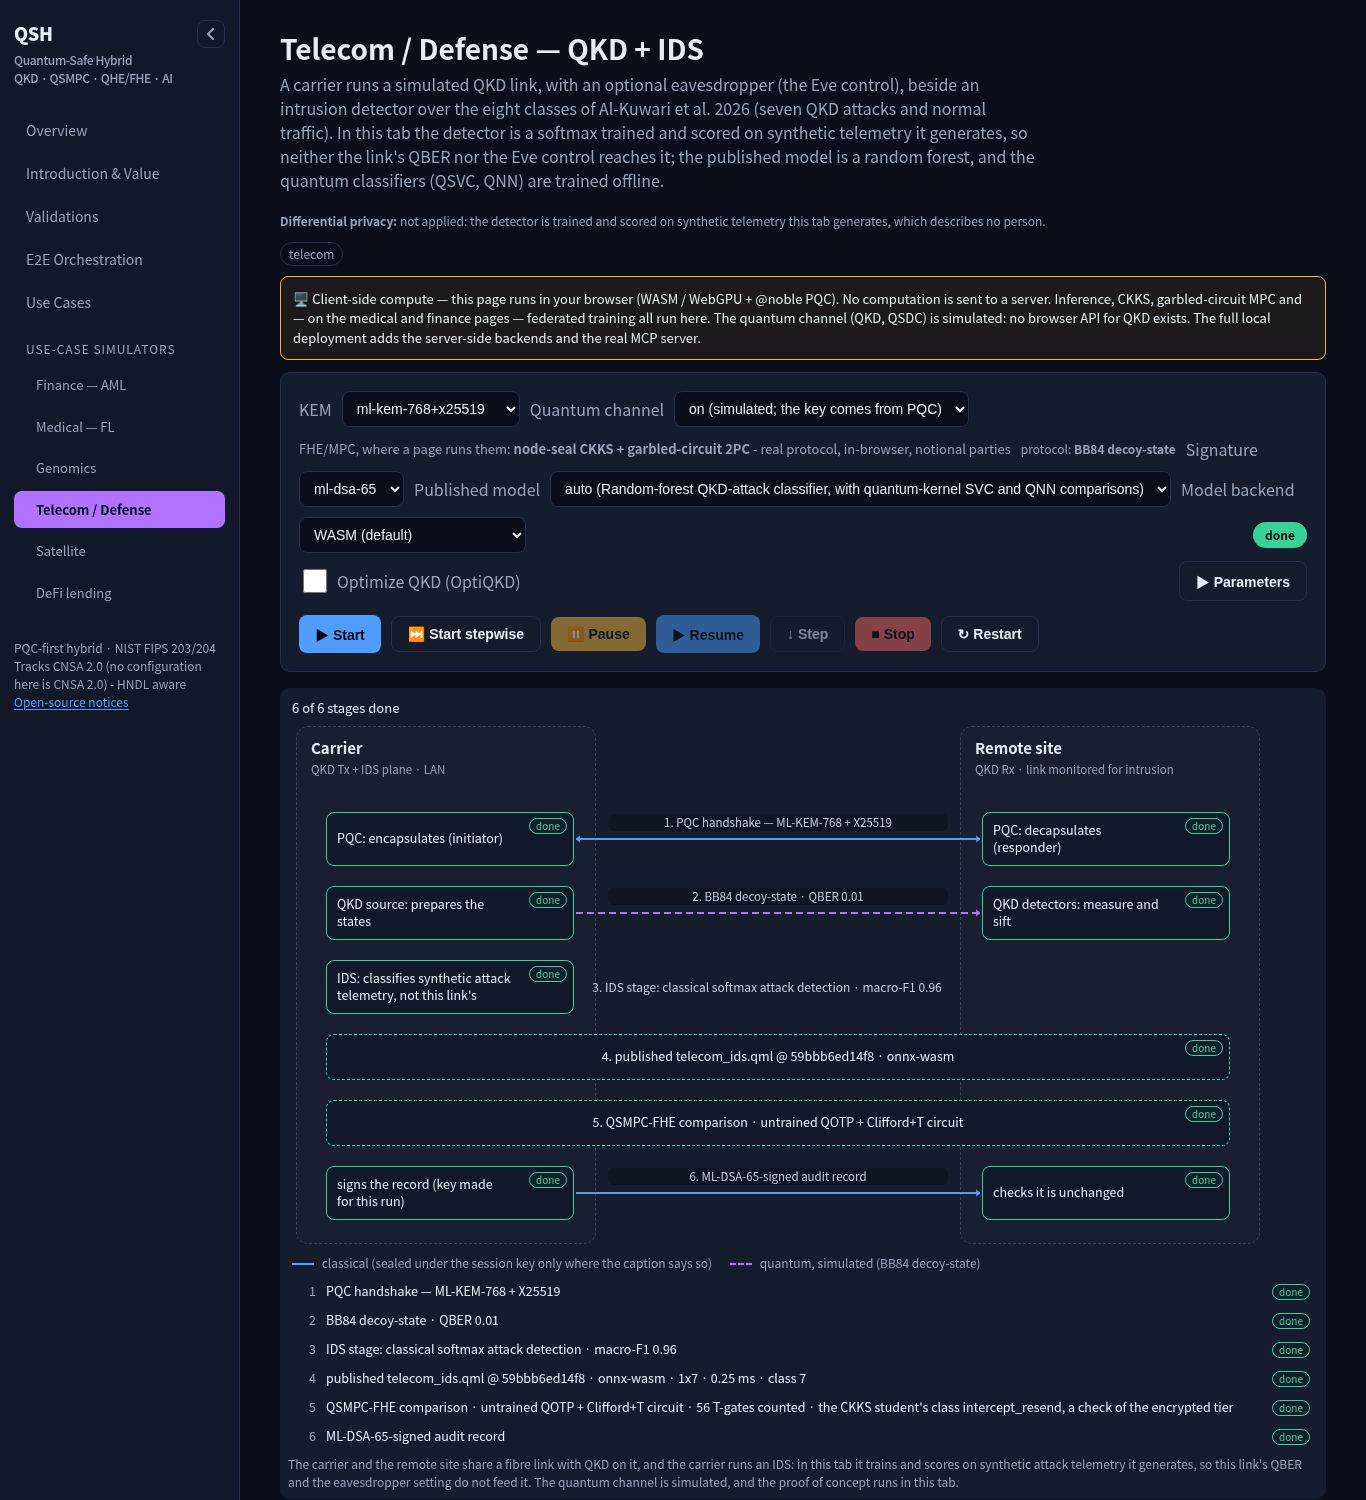 QSH
Quantum-Safe Hybrid
QKD · QSMPC · QHE/FHE · AI
Overview
Introduction & Value
Validations
E2E Orchestration
Use Cases
USE-CASE SIMULATORS
Finance — AML
Medical — FL
Genomics
Telecom / Defense
Satellite
DeFi lending
PQC-first hybrid · NIST FIPS 203/204
Tracks CNSA 2.0 (no configuration
here is CNSA 2.0) - HNDL aware
Open-source notices
Telecom / Defense — QKD + IDS
A carrier runs a simulated QKD link, with an optional eavesdropper (the Eve control), beside an
intrusion detector over the eight classes of Al-Kuwari et al. 2026 (seven QKD attacks and normal
traffic). In this tab the detector is a softmax trained and scored on synthetic telemetry it generates, so
neither the link's QBER nor the Eve control reaches it; the published model is a random forest, and the
quantum classifiers (QSVC, QNN) are trained offline.
Differential privacy: not applied: the detector is trained and scored on synthetic telemetry this tab generates, which describes no person.
telecom
🖥️ Client-side compute — this page runs in your browser (WASM / WebGPU + @noble PQC). No computation is sent to a server. Inference, CKKS, garbled-circuit MPC and
— on the medical and finance pages — federated training all run here. The quantum channel (QKD, QSDC) is simulated: no browser API for QKD exists. The full local
deployment adds the server-side backends and the real MCP server.
KEM ml-kem-768+x25519 Quantum channel on (simulated; the key comes from PQC)
FHE/MPC, where a page runs them: node-seal CKKS + garbled-circuit 2PC - real protocol, in-browser, notional parties protocol: BB84 decoy-state Signature
ml-dsa-65 Published model auto (Random-forest QKD-attack classifier, with quantum-kernel SVC and QNN comparisons) Model backend
WASM (default) done
Optimize QKD (OptiQKD) ▶ Parameters
▶ Start ⏩ Start stepwise ⏸ Pause ▶ Resume ↓ Step ■ Stop ↻ Restart
6 of 6 stages done
Carrier
QKD Tx + IDS plane · LAN
Remote site
QKD Rx · link monitored for intrusion
PQC: encapsulates (initiator)
done
1. PQC handshake — ML-KEM-768 + X25519
PQC: decapsulates
(responder)
done
QKD source: prepares the
states
done
2. BB84 decoy-state · QBER 0.01
QKD detectors: measure and
sift
done
IDS: classifies synthetic attack
telemetry, not this link's
done
3. IDS stage: classical softmax attack detection · macro-F1 0.96
4. published telecom_ids.qml @ 59bbb6ed14f8 · onnx-wasm
done
5. QSMPC-FHE comparison · untrained QOTP + Clifford+T circuit
done
signs the record (key made
for this run)
done
6. ML-DSA-65-signed audit record
checks it is unchanged
done
classical (sealed under the session key only where the caption says so) quantum, simulated (BB84 decoy-state)
1 PQC handshake — ML-KEM-768 + X25519 done
2 BB84 decoy-state · QBER 0.01 done
3 IDS stage: classical softmax attack detection · macro-F1 0.96 done
4 published telecom_ids.qml @ 59bbb6ed14f8 · onnx-wasm · 1x7 · 0.25 ms · class 7 done
5 QSMPC-FHE comparison · untrained QOTP + Clifford+T circuit · 56 T-gates counted · the CKKS student's class intercept_resend, a check of the encrypted tier done
6 ML-DSA-65-signed audit record done
The carrier and the remote site share a fibre link with QKD on it, and the carrier runs an IDS: in this tab it trains and scores on synthetic attack telemetry it generates, so this link's QBER
and the eavesdropper setting do not feed it. The quantum channel is simulated, and the proof of concept runs in this tab.